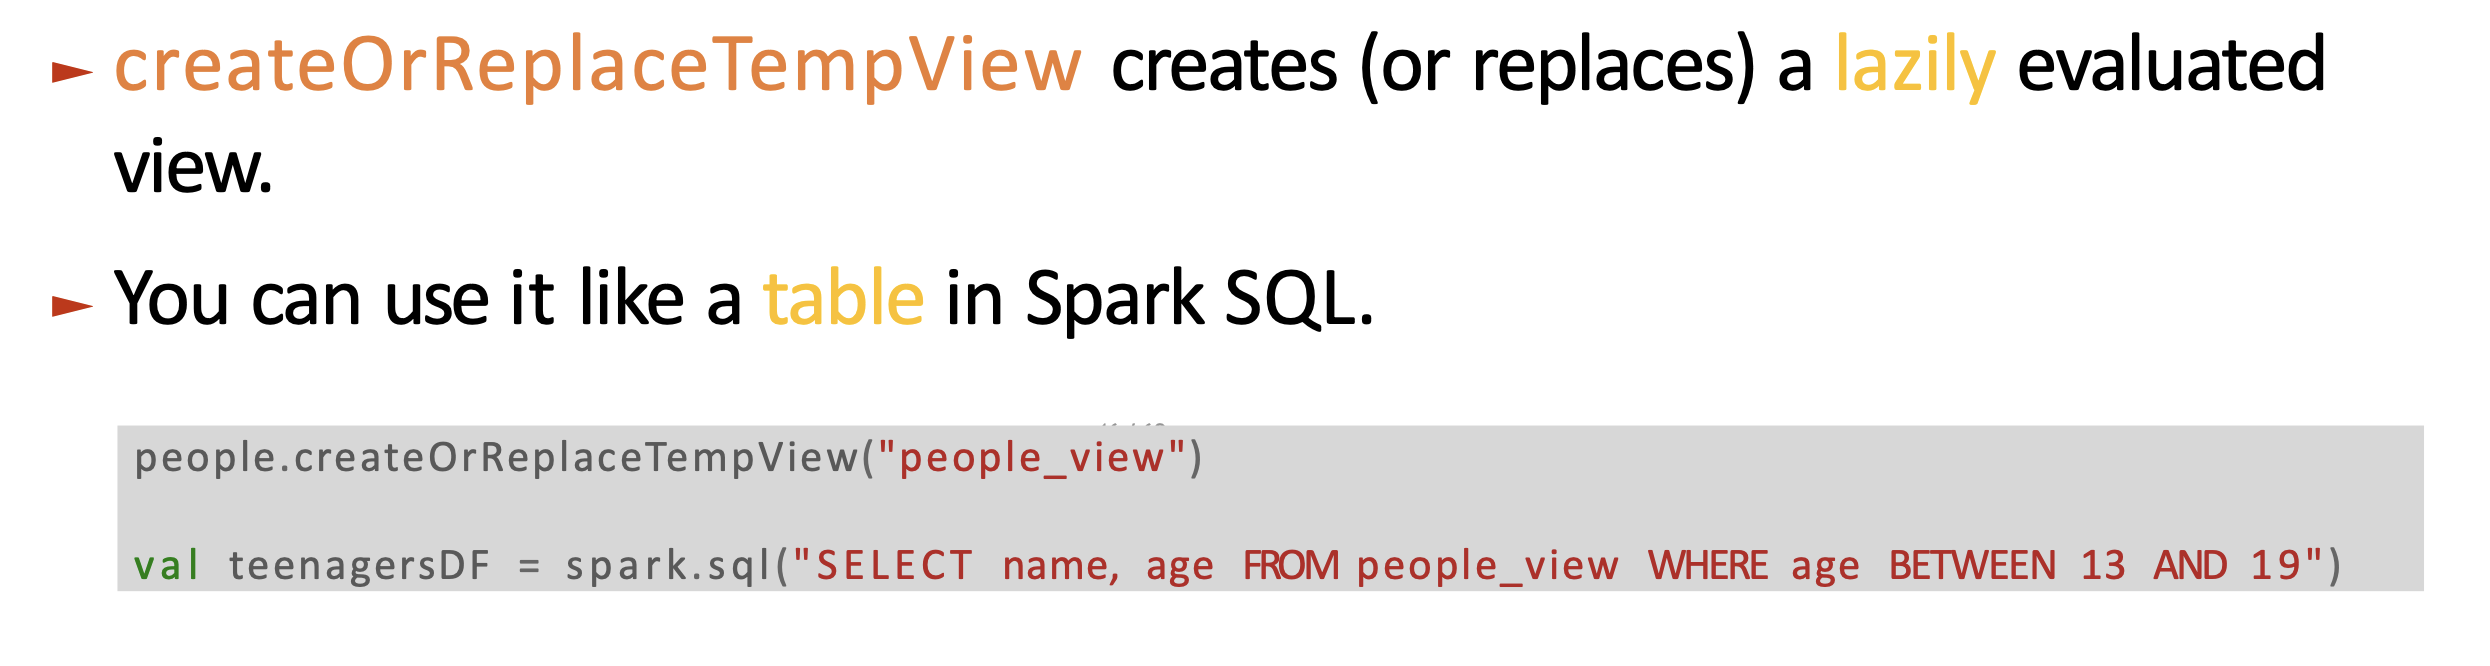 ► createOrReplaceTempView creates (or replaces) a lazily evaluated
view.
► You can use it like a table in Spark SQL.
people.createOrReplaceTempView("people_view")
val teenagersDF = spark.sql("SELECT name, age FROM people_view WHERE age BETWEEN 13 AND 19")